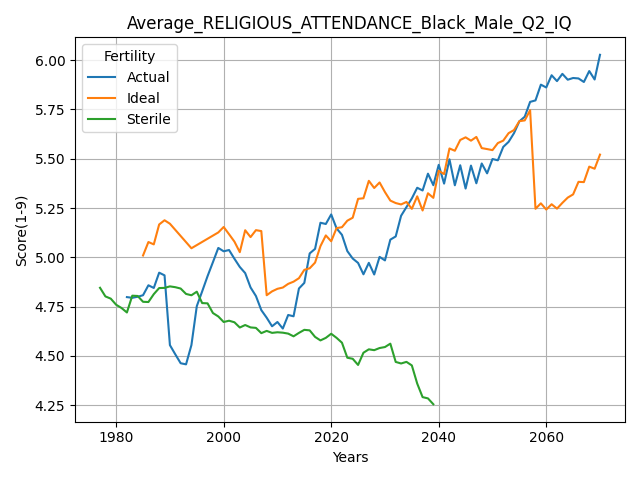 Average_RELIGIOUS_ATTENDANCE_Black_Male_Q2_IQ
Fertility
Actual
Ideal
Sterile
Score(1-9)
6.00
5.75
5.50
5.25
5.00
4.75
4.50
4.25
1980 2000 2020 2040 2060
Years